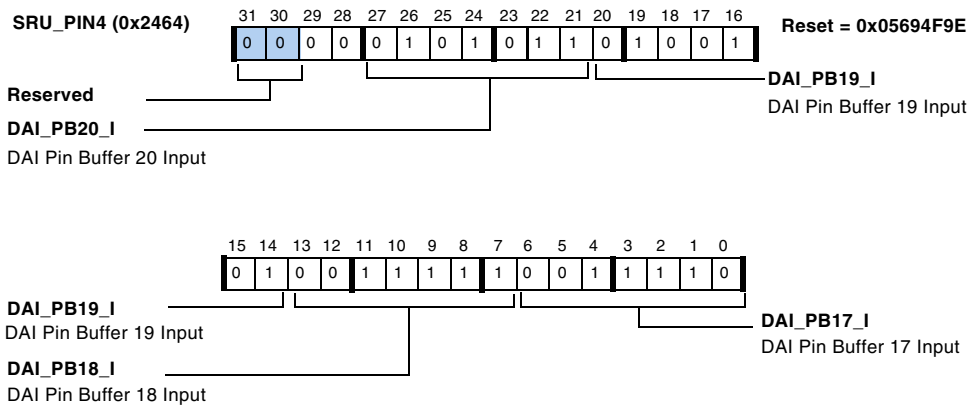 SRU_PIN4 (0x2464)
31 30 29 28 27 26 25 24 23 22 21 20 19 18 17 16
Reset = 0x05694F9E
0 0 0 0 0 1 0 1 0 1 1 0 1 0 0 1
DAI_PB19_I
DAI Pin Buffer 19 Input
Reserved
DAI_PB20_I
DAI Pin Buffer 20 Input
15 14 13 12 11 10 9 8 7 6 5 4 3 2 1 0
0 1 0 0 1 1 1 1 1 0 0 1 1 1 1 0
DAI_PB19_I
DAI Pin Buffer 19 Input
DAI_PB17_I
DAI Pin Buffer 17 Input
DAI_PB18_I
DAI Pin Buffer 18 Input